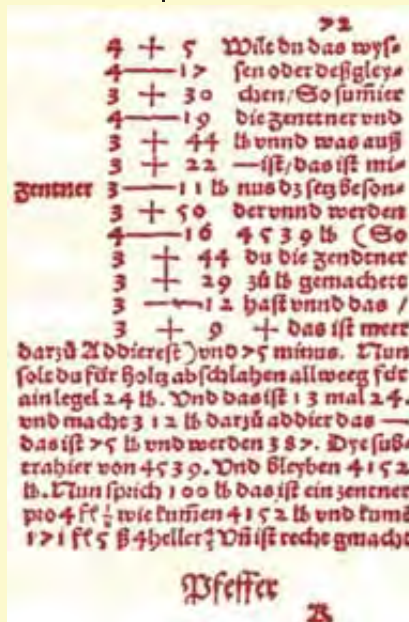 72
4 + 5 Wile du das wys⸗
4 — 17 sen oder deßgley⸗
3 + 30 chen/ So sumier
4 — 19 die zentner vnd
3 + 44 lb vnnd was auß
3 + 22 — ist/ das ist mi⸗
zentner 3 — 11 lb nus dz setz beson⸗
3 + 50 der vnnd werden
4 — 16 4539 lb (So
3 + 44 du die zendtner
3 + 29 zů lb gemachett
3 — 12 hast vnnd das /
3 + 9 + das ist meer
darzů Addierest) vnd 75 minus. Nun
solt du für holtz abschlahen allweeg für
ain legel 24 lb. Vnd das ist 13 mal 24.
vnd macht 312 lb darzů addier das —
das ist 75 lb vnd werden 387. Dye sub⸗
trahier von 4539. Vnd bleyben 4152
lb. Nun sprich 100 lb das ist ein zentner
pro 4 fl ½ wie kumen 4152 lb vnd kumē
171 fl 5 ß 4 heller Vn̄ ist recht gmacht
Pfeffer
B